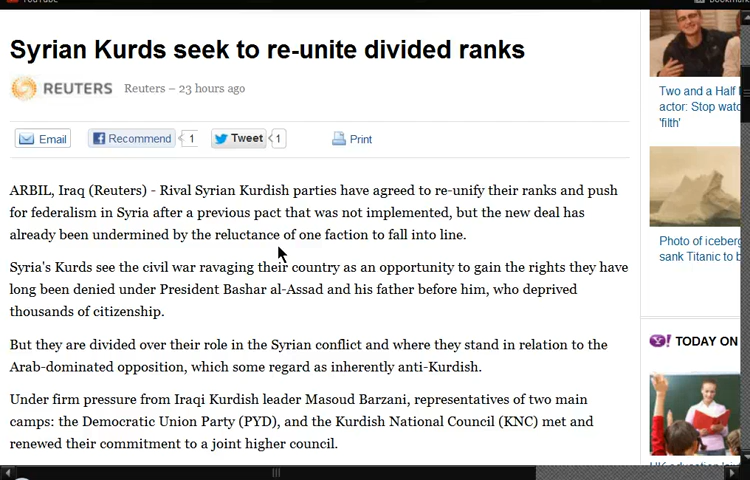 YouTube
Syrian Kurds seek to re-unite divided ranks
REUTERS Reuters – 23 hours ago
Email Recommend 1 Tweet 1 Print
ARBIL, Iraq (Reuters) - Rival Syrian Kurdish parties have agreed to re-unify their ranks and push
for federalism in Syria after a previous pact that was not implemented, but the new deal has
already been undermined by the reluctance of one faction to fall into line.
Syria's Kurds see the civil war ravaging their country as an opportunity to gain the rights they have
long been denied under President Bashar al-Assad and his father before him, who deprived
thousands of citizenship.
But they are divided over their role in the Syrian conflict and where they stand in relation to the
Arab-dominated opposition, which some regard as inherently anti-Kurdish.
Under firm pressure from Iraqi Kurdish leader Masoud Barzani, representatives of two main
camps: the Democratic Union Party (PYD), and the Kurdish National Council (KNC) met and
renewed their commitment to a joint higher council.
Two and a Half
actor: Stop
'filth'
Photo of
sank Titanic to
Y! TODAY ON